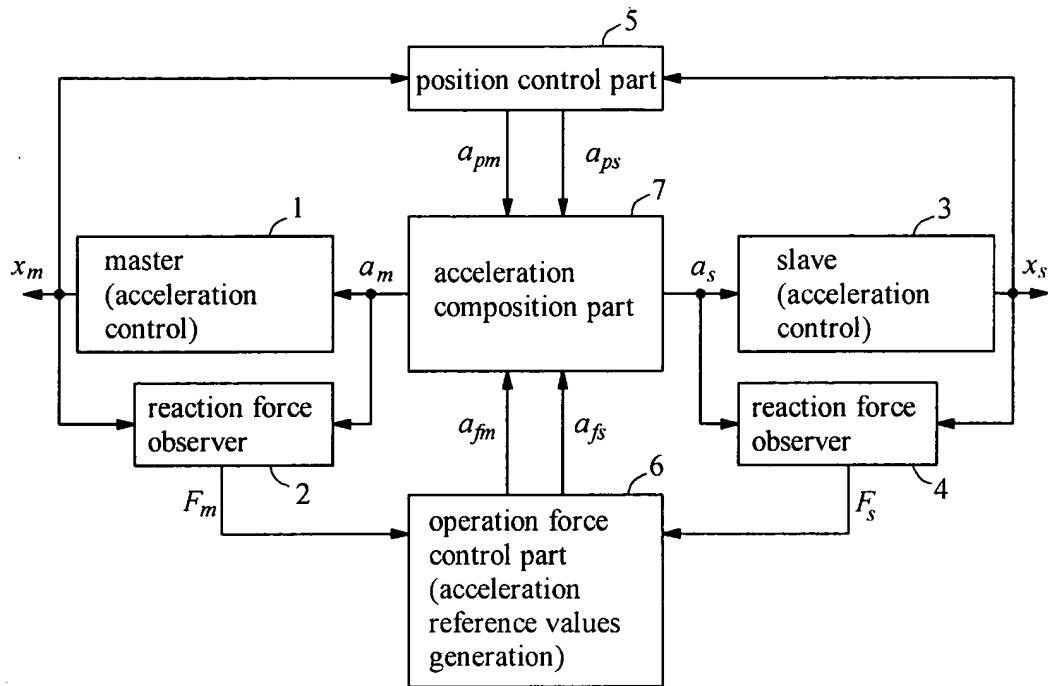 5
position control part
a_pm
a_ps
1
7
3
x_m
master
(acceleration
control)
a_m
acceleration
composition part
a_s
slave
(acceleration
control)
x_s
reaction force
observer
2
a_fm
a_fs
reaction force
observer
4
F_m
6
F_s
operation force
control part
(acceleration
reference values
generation)